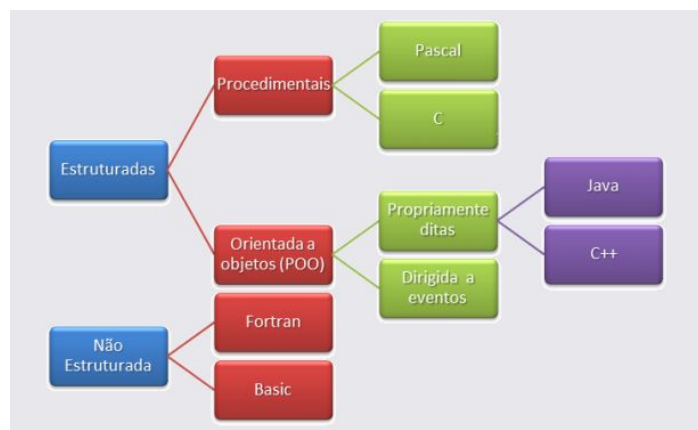 Estruturadas
Procedimentais
Pascal
C
Orientada a
objetos (POO)
Propriamente
ditas
Java
C++
Dirigida a
eventos
Não
Estruturada
Fortran
Basic